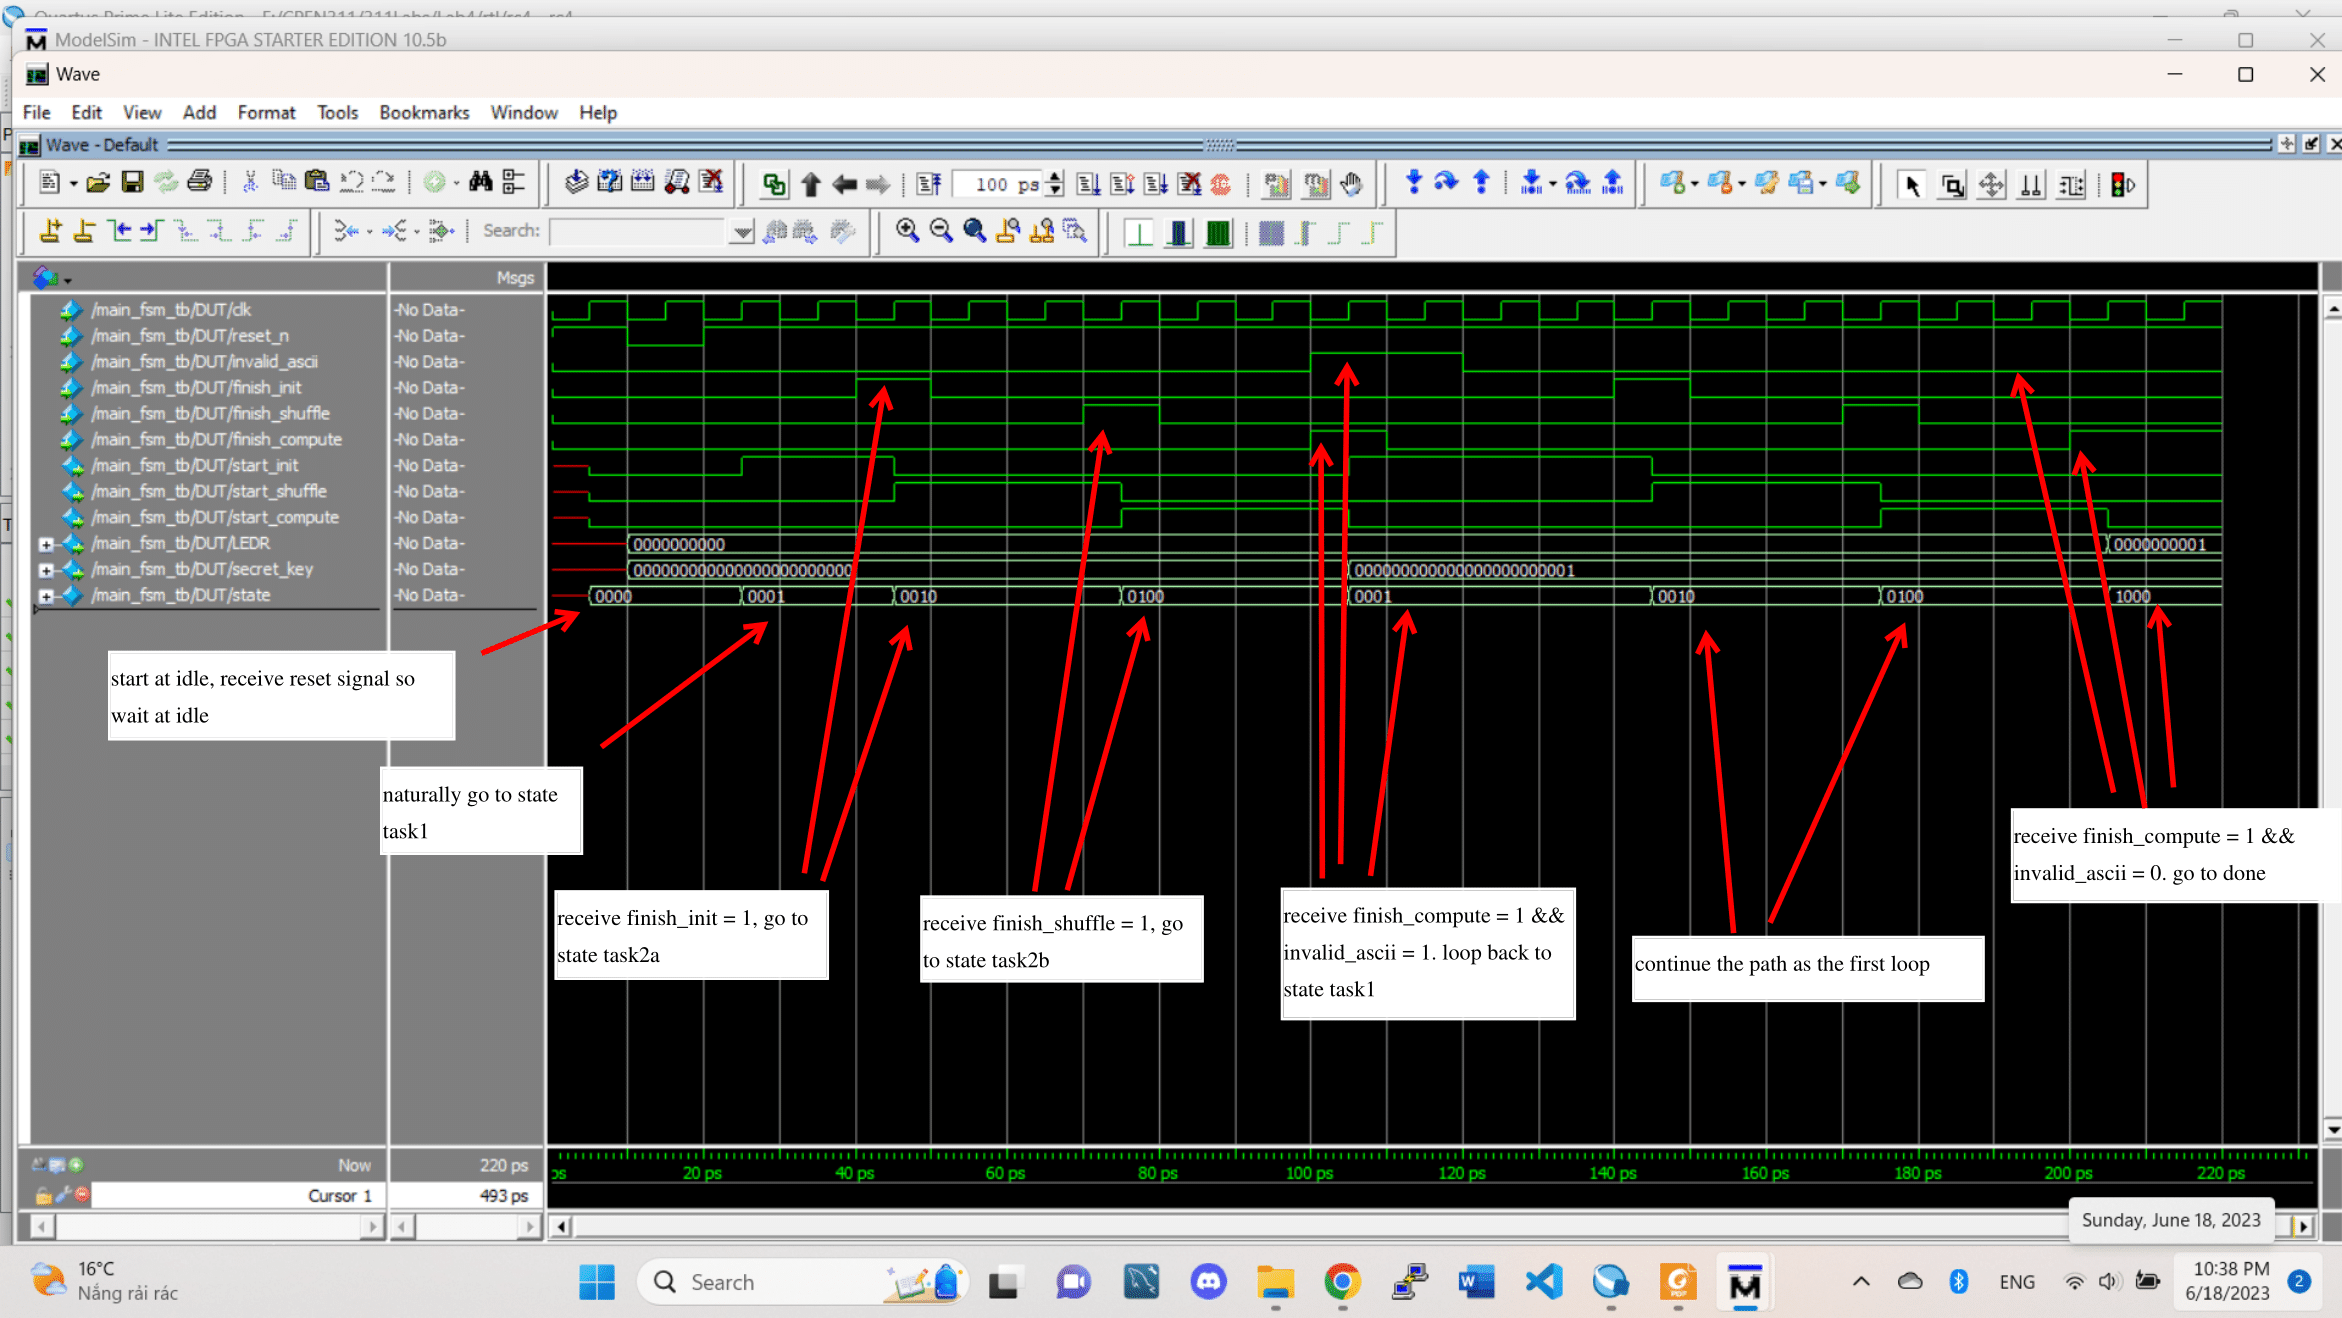 Quartus Prime Lite Edition - F:/CPEN311/311Labs/Lab4/rtl/rc4 - rc4
ModelSim - INTEL FPGA STARTER EDITION 10.5b
Wave
File Edit View Add Format Tools Bookmarks Window Help
Wave - Default
100 ps
Search:
Msgs
/main_fsm_tb/DUT/clk -No Data-
/main_fsm_tb/DUT/reset_n -No Data-
/main_fsm_tb/DUT/invalid_ascii -No Data-
/main_fsm_tb/DUT/finish_init -No Data-
/main_fsm_tb/DUT/finish_shuffle -No Data-
/main_fsm_tb/DUT/finish_compute -No Data-
/main_fsm_tb/DUT/start_init -No Data-
/main_fsm_tb/DUT/start_shuffle -No Data-
/main_fsm_tb/DUT/start_compute -No Data-
/main_fsm_tb/DUT/LEDR -No Data- 0000000000 0000000001
/main_fsm_tb/DUT/secret_key -No Data- 000000000000000000000000 000000000000000000000001
/main_fsm_tb/DUT/state -No Data- 0000 0001 0010 0100 0001 0010 0100 1000
start at idle, receive reset signal so
wait at idle
naturally go to state
task1
receive finish_init = 1, go to
state task2a
receive finish_shuffle = 1, go
to state task2b
receive finish_compute = 1 &&
invalid_ascii = 1. loop back to
state task1
continue the path as the first loop
receive finish_compute = 1 &&
invalid_ascii = 0. go to done
Now 220 ps
ps 20 ps 40 ps 60 ps 80 ps 100 ps 120 ps 140 ps 160 ps 180 ps 200 ps 220 ps
Cursor 1 493 ps
Sunday, June 18, 2023
16°C
Nắng rải rác
Search
ENG
10:38 PM
6/18/2023
2